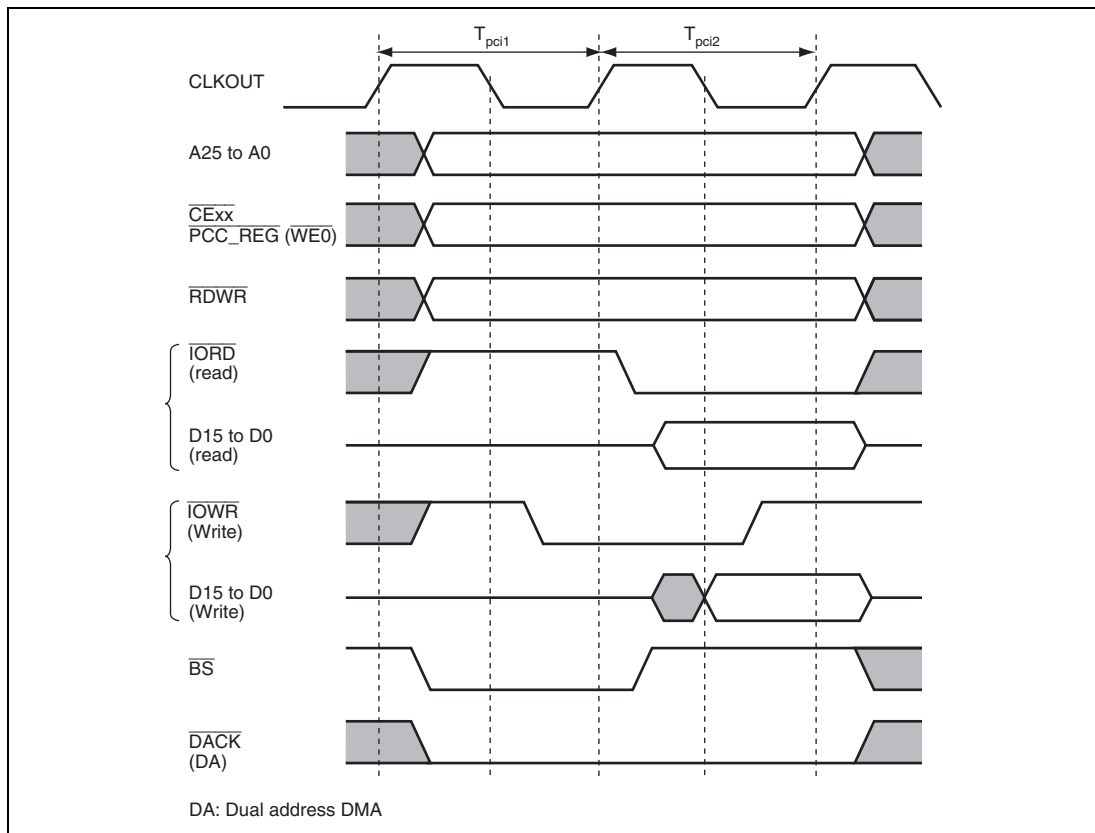 Tpci1
Tpci2
CLKOUT
A25 to A0
CExx
PCC_REG (WE0)
RDWR
IORD
(read)
D15 to D0
(read)
IOWR
(Write)
D15 to D0
(Write)
BS
DACK
(DA)
DA: Dual address DMA